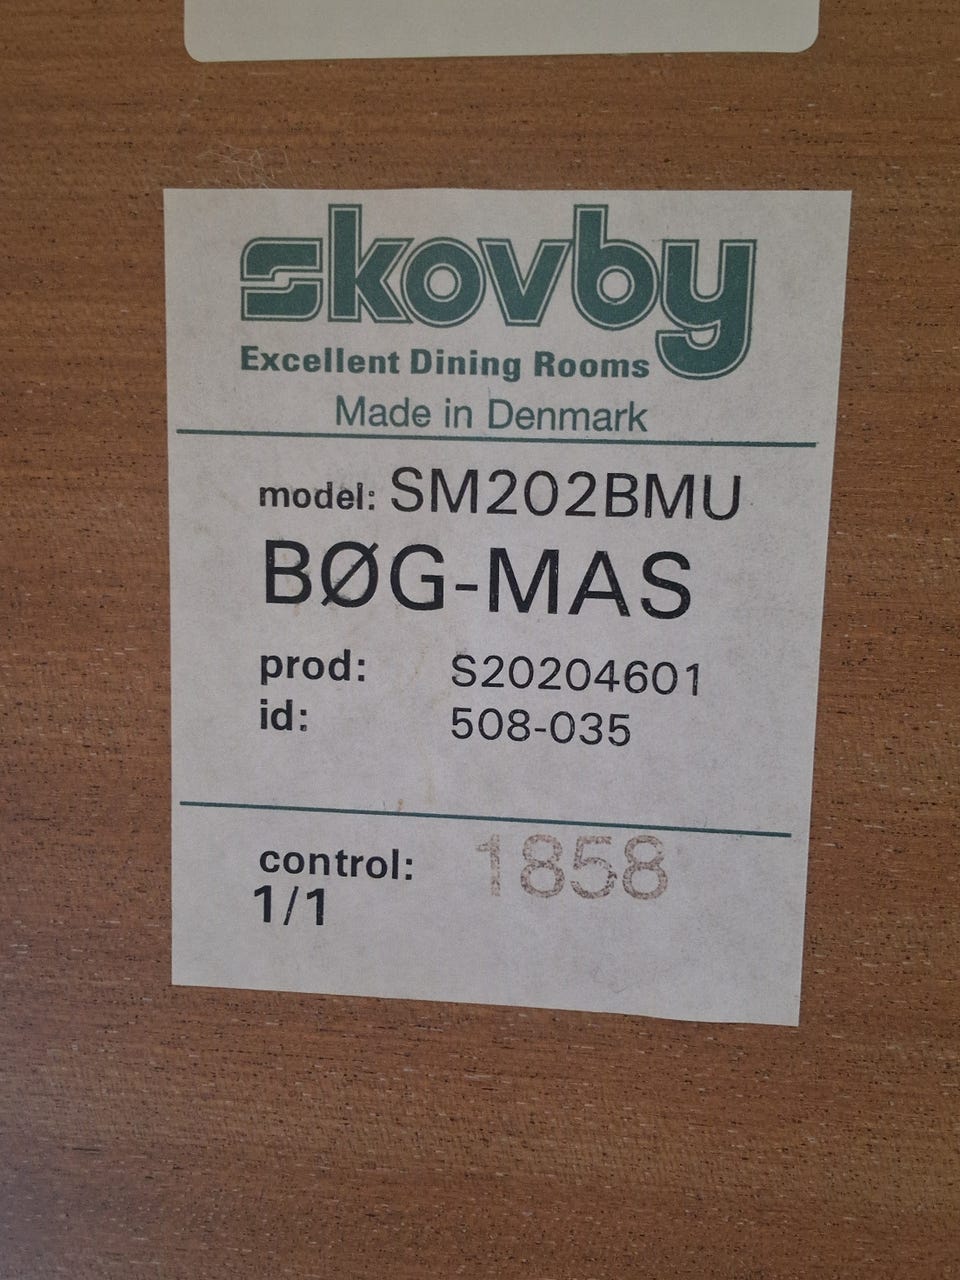 skovby
Excellent Dining Rooms
Made in Denmark
model: SM202BMU
BØG-MAS
prod: S20204601
id: 508-035
control: 1858
1/1